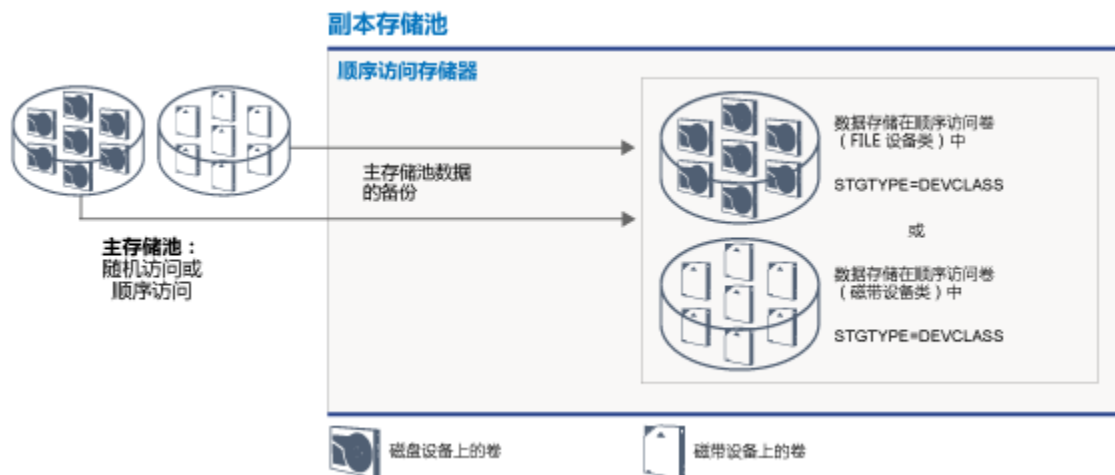 副本存储池
顺序访问存储器
数据存储在顺序访问卷
（FILE 设备类）中
STGTYPE=DEVCLASS
或
数据存储在顺序访问卷
（磁带设备类）中
STGTYPE=DEVCLASS
主存储池数据
的备份
主存储池：
随机访问或
顺序访问
磁盘设备上的卷
磁带设备上的卷